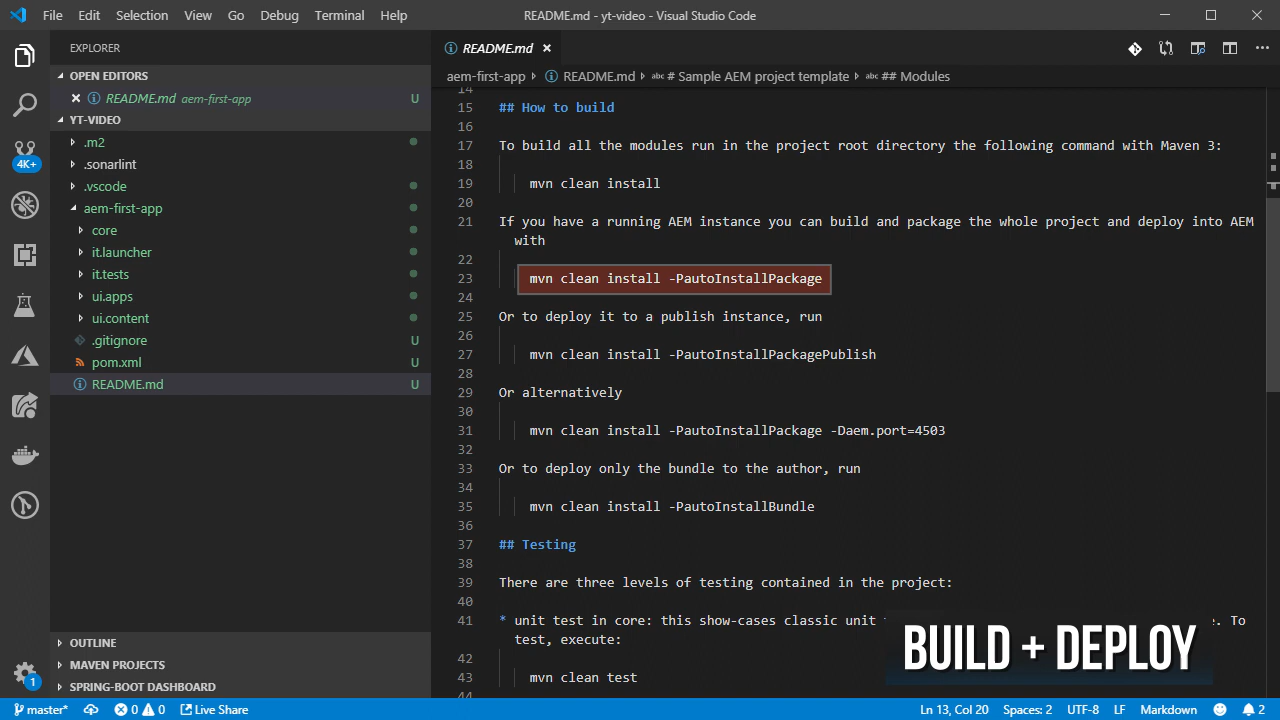 File Edit Selection View Go Debug Terminal Help
README.md - yt-video - Visual Studio Code
EXPLORER
OPEN EDITORS
README.md aem-first-app U
YT-VIDEO
.m2
.sonarlint
.vscode
aem-first-app
core
it.launcher
it.tests
ui.apps
ui.content
.gitignore U
pom.xml U
README.md U
OUTLINE
MAVEN PROJECTS
SPRING-BOOT DASHBOARD
4K+
1
README.md
aem-first-app README.md abc # Sample AEM project template abc ## Modules
14
15 ## How to build
16
17 To build all the modules run in the project root directory the following command with Maven 3:
18
19 mvn clean install
20
21 If you have a running AEM instance you can build and package the whole project and deploy into AEM
with
22
23 mvn clean install -PautoInstallPackage
24
25 Or to deploy it to a publish instance, run
26
27 mvn clean install -PautoInstallPackagePublish
28
29 Or alternatively
30
31 mvn clean install -PautoInstallPackage -Daem.port=4503
32
33 Or to deploy only the bundle to the author, run
34
35 mvn clean install -PautoInstallBundle
36
37 ## Testing
38
39 There are three levels of testing contained in the project:
40
41 * unit test in core: this show-cases classic unit . To
test, execute:
42
43 mvn clean test
44
BUILD + DEPLOY
master* 0 0 Live Share Ln 13, Col 20 Spaces: 2 UTF-8 LF Markdown 2